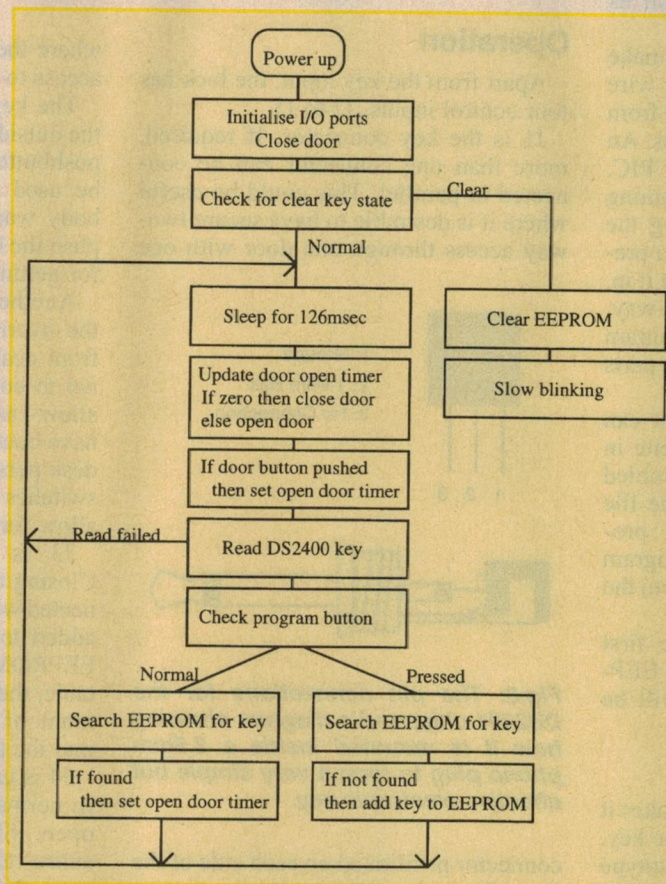 Power up
Initialise I/O ports
Close door
Check for clear key state
Clear
Normal
Sleep for 126msec
Clear EEPROM
Slow blinking
Update door open timer
If zero then close door
else open door
If door button pushed
then set open door timer
Read failed
Read DS2400 key
Check program button
Normal
Pressed
Search EEPROM for key
Search EEPROM for key
If found
then set open door timer
If not found
then add key to EEPROM